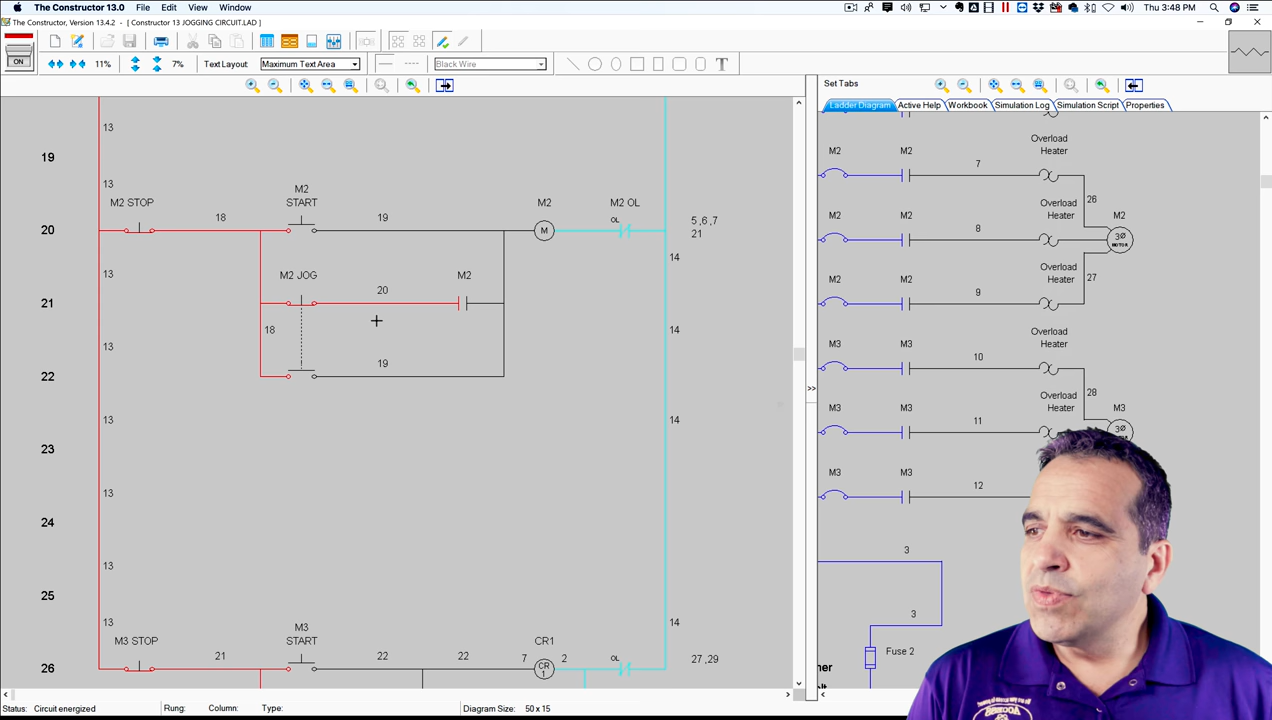 The Constructor 13.0 File Edit View Window Thu 3:48 PM
The Constructor, Version 13.4.2 - [ Constructor 13 JOGGING CIRCUIT.LAD ]
ON
11% 7% Text Layout: Maximum Text Area Black Wire T
Set Tabs
Ladder Diagram Active Help Workbook Simulation Log Simulation Script Properties
13
19
13
M2 STOP
18
M2
START
19
M2
M
M2 OL
OL
5 ,6 ,7
21
20
13
14
M2 JOG
20
M2
21
18
13
14
19
22
13
14
23
13
14
24
13
14
25
13
14
M3 STOP
21
M3
START
22
22
7
CR1
CR
1
2
OL
27 ,29
26
Overload
Heater
M2
M2
7
26
Overload
Heater
M2
M2
8
M2
3Ø
MOTOR
Overload
Heater
27
M2
M2
9
Overload
Heater
M3
M3
10
28
Overload
Heater
M3
M3
11
M3
3Ø
M3
M3
12
3
3
Fuse 2
>>
Status: Circuit energized Rung: Column: Type: Diagram Size: 50 x 15